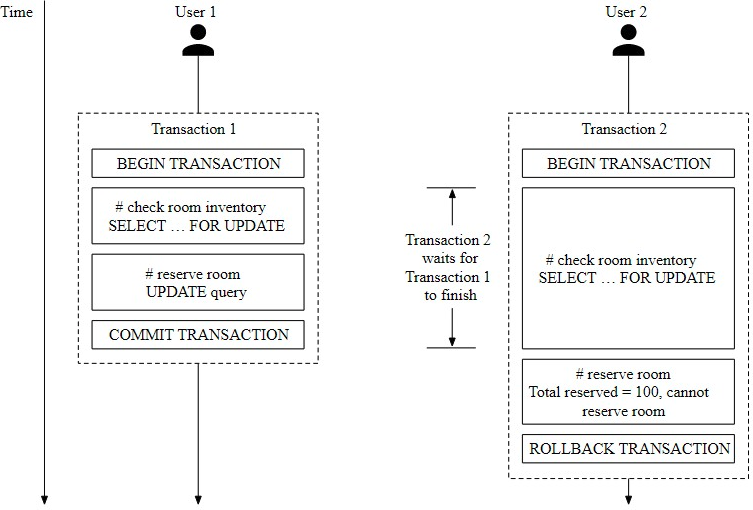 Time
User 1
Transaction 1
BEGIN TRANSACTION
# check room inventory
SELECT … FOR UPDATE
# reserve room
UPDATE query
COMMIT TRANSACTION
Transaction 2
waits for
Transaction 1
to finish
User 2
Transaction 2
BEGIN TRANSACTION
# check room inventory
SELECT … FOR UPDATE
# reserve room
Total reserved = 100, cannot
reserve room
ROLLBACK TRANSACTION